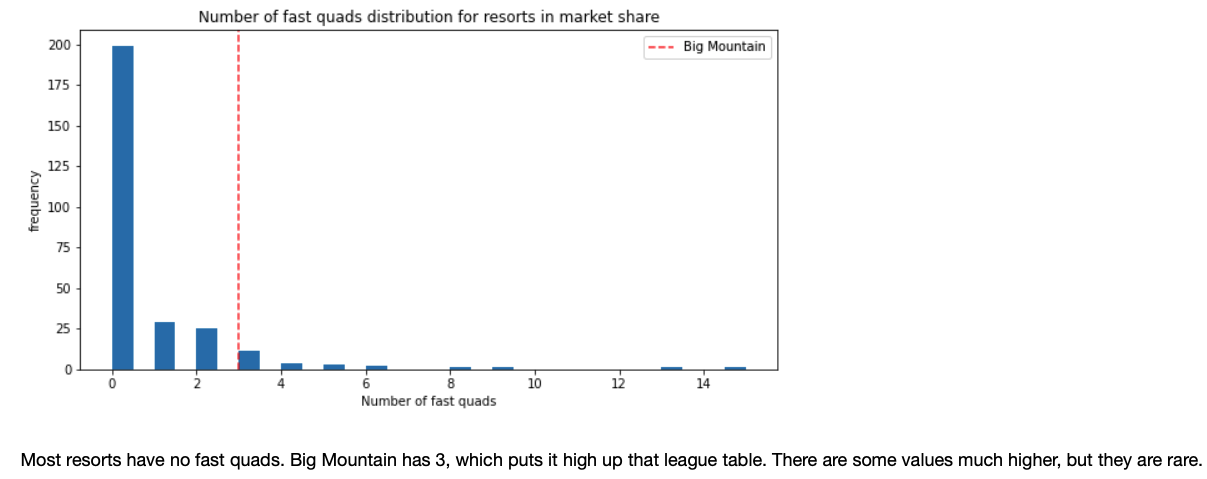 Number of fast quads distribution for resorts in market share
Big Mountain
200
175
150
125
100
75
50
25
0
frequency
0 2 4 6 8 10 12 14
Number of fast quads
Most resorts have no fast quads. Big Mountain has 3, which puts it high up that league table. There are some values much higher, but they are rare.